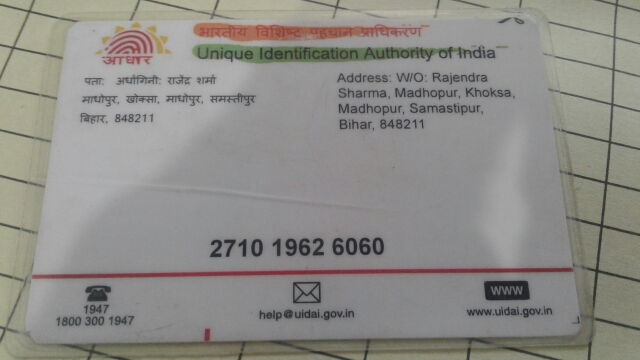 भारतीय विशिष्ट पहचान प्राधिकरण
Unique Identification Authority of India
आधार
पता: अर्धांगिनी: राजेंद्र शर्मा
माधोपुर, खोक्सा, माधोपुर, समस्तीपुर
बिहार, 848211
Address: W/O: Rajendra
Sharma, Madhopur, Khoksa,
Madhopur, Samastipur,
Bihar, 848211
2710 1962 6060
1947
1800 300 1947
help@uidai.gov.in
www
www.uidai.gov.in